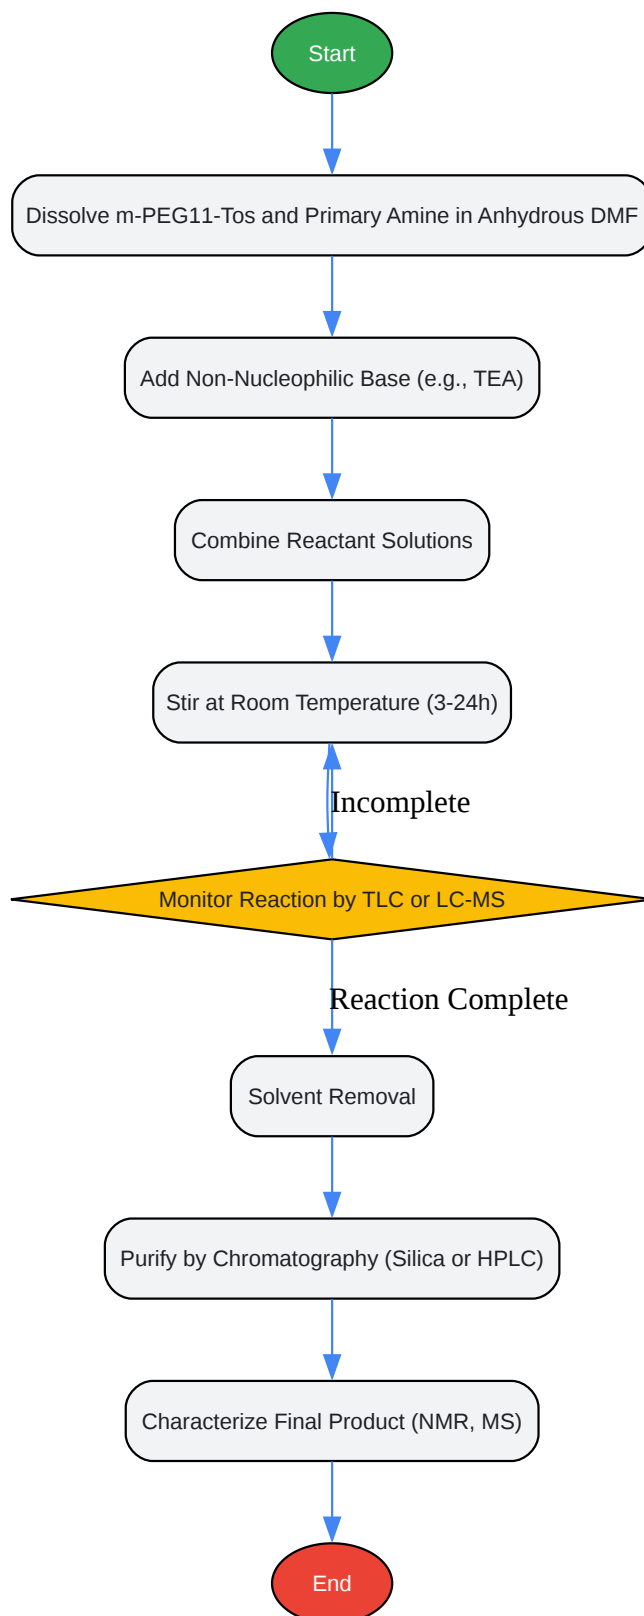 Start
Dissolve m-PEG11-Tos and Primary Amine in Anhydrous DMF
Add Non-Nucleophilic Base (e.g., TEA)
Combine Reactant Solutions
Stir at Room Temperature (3-24h)
Incomplete
Monitor Reaction by TLC or LC-MS
Reaction Complete
Solvent Removal
Purify by Chromatography (Silica or HPLC)
Characterize Final Product (NMR, MS)
End